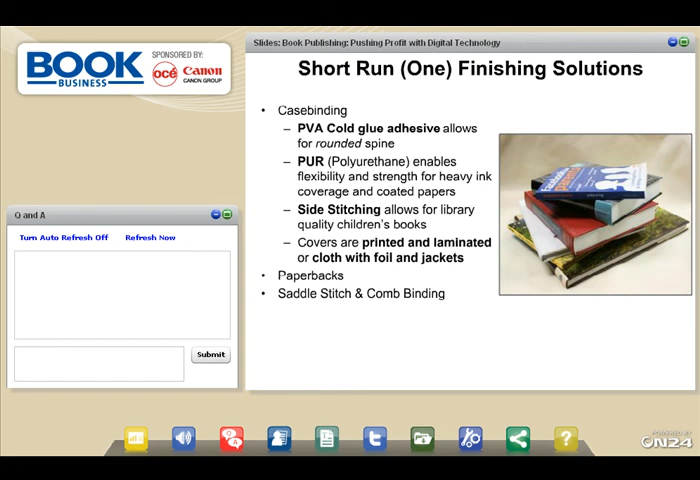 Slides: Book Publishing: Pushing Profit with Digital Technology
BOOK
BUSINESS
SPONSORED BY:
océ
Canon
CANON GROUP
Short Run (One) Finishing Solutions
• Casebinding
– PVA Cold glue adhesive allows
for rounded spine
– PUR (Polyurethane) enables
flexibility and strength for heavy ink
coverage and coated papers
– Side Stitching allows for library
quality children's books
– Covers are printed and laminated
or cloth with foil and jackets
• Paperbacks
• Saddle Stitch & Comb Binding
Q and A
Turn Auto Refresh Off
Refresh Now
Submit
Q
A
?
POWERED BY
ON24